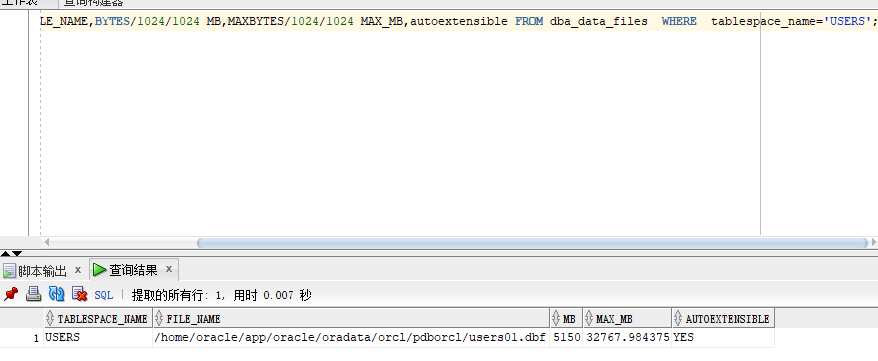 工作表 查询构建器
LE_NAME,BYTES/1024/1024 MB,MAXBYTES/1024/1024 MAX_MB,autoextensible FROM dba_data_files  WHERE  tablespace_name='USERS';
脚本输出 x 查询结果 x
SQL | 提取的所有行: 1, 用时 0.007 秒
TABLESPACE_NAME FILE_NAME MB MAX_MB AUTOEXTENSIBLE
1 USERS /home/oracle/app/oracle/oradata/orcl/pdborcl/users01.dbf 5150 32767.984375 YES